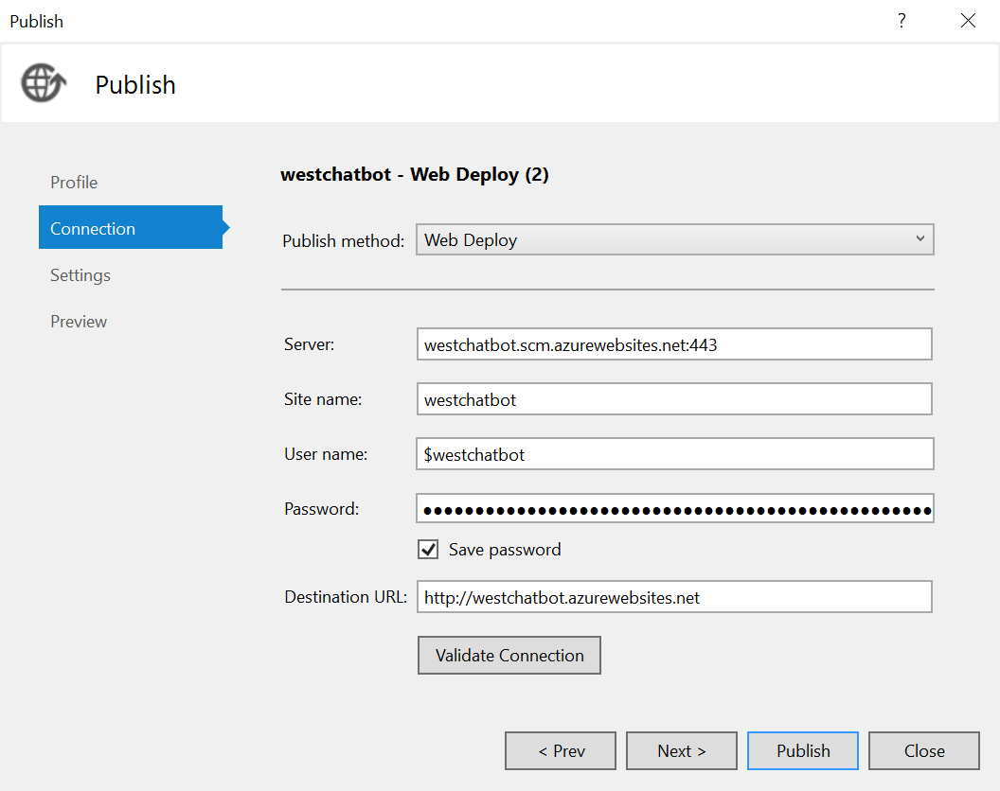 Publish
?
Publish
Profile
Connection
Settings
Preview
westchatbot - Web Deploy (2)
Publish method: Web Deploy
Server: westchatbot.scm.azurewebsites.net:443
Site name: westchatbot
User name: $westchatbot
Password: ●●●●●●●●●●●●●●●●●●●●●●●●●●●●●●●●●●●●●●●●●●●●●●●●●
Save password
Destination URL: http://westchatbot.azurewebsites.net
Validate Connection
< Prev Next > Publish Close